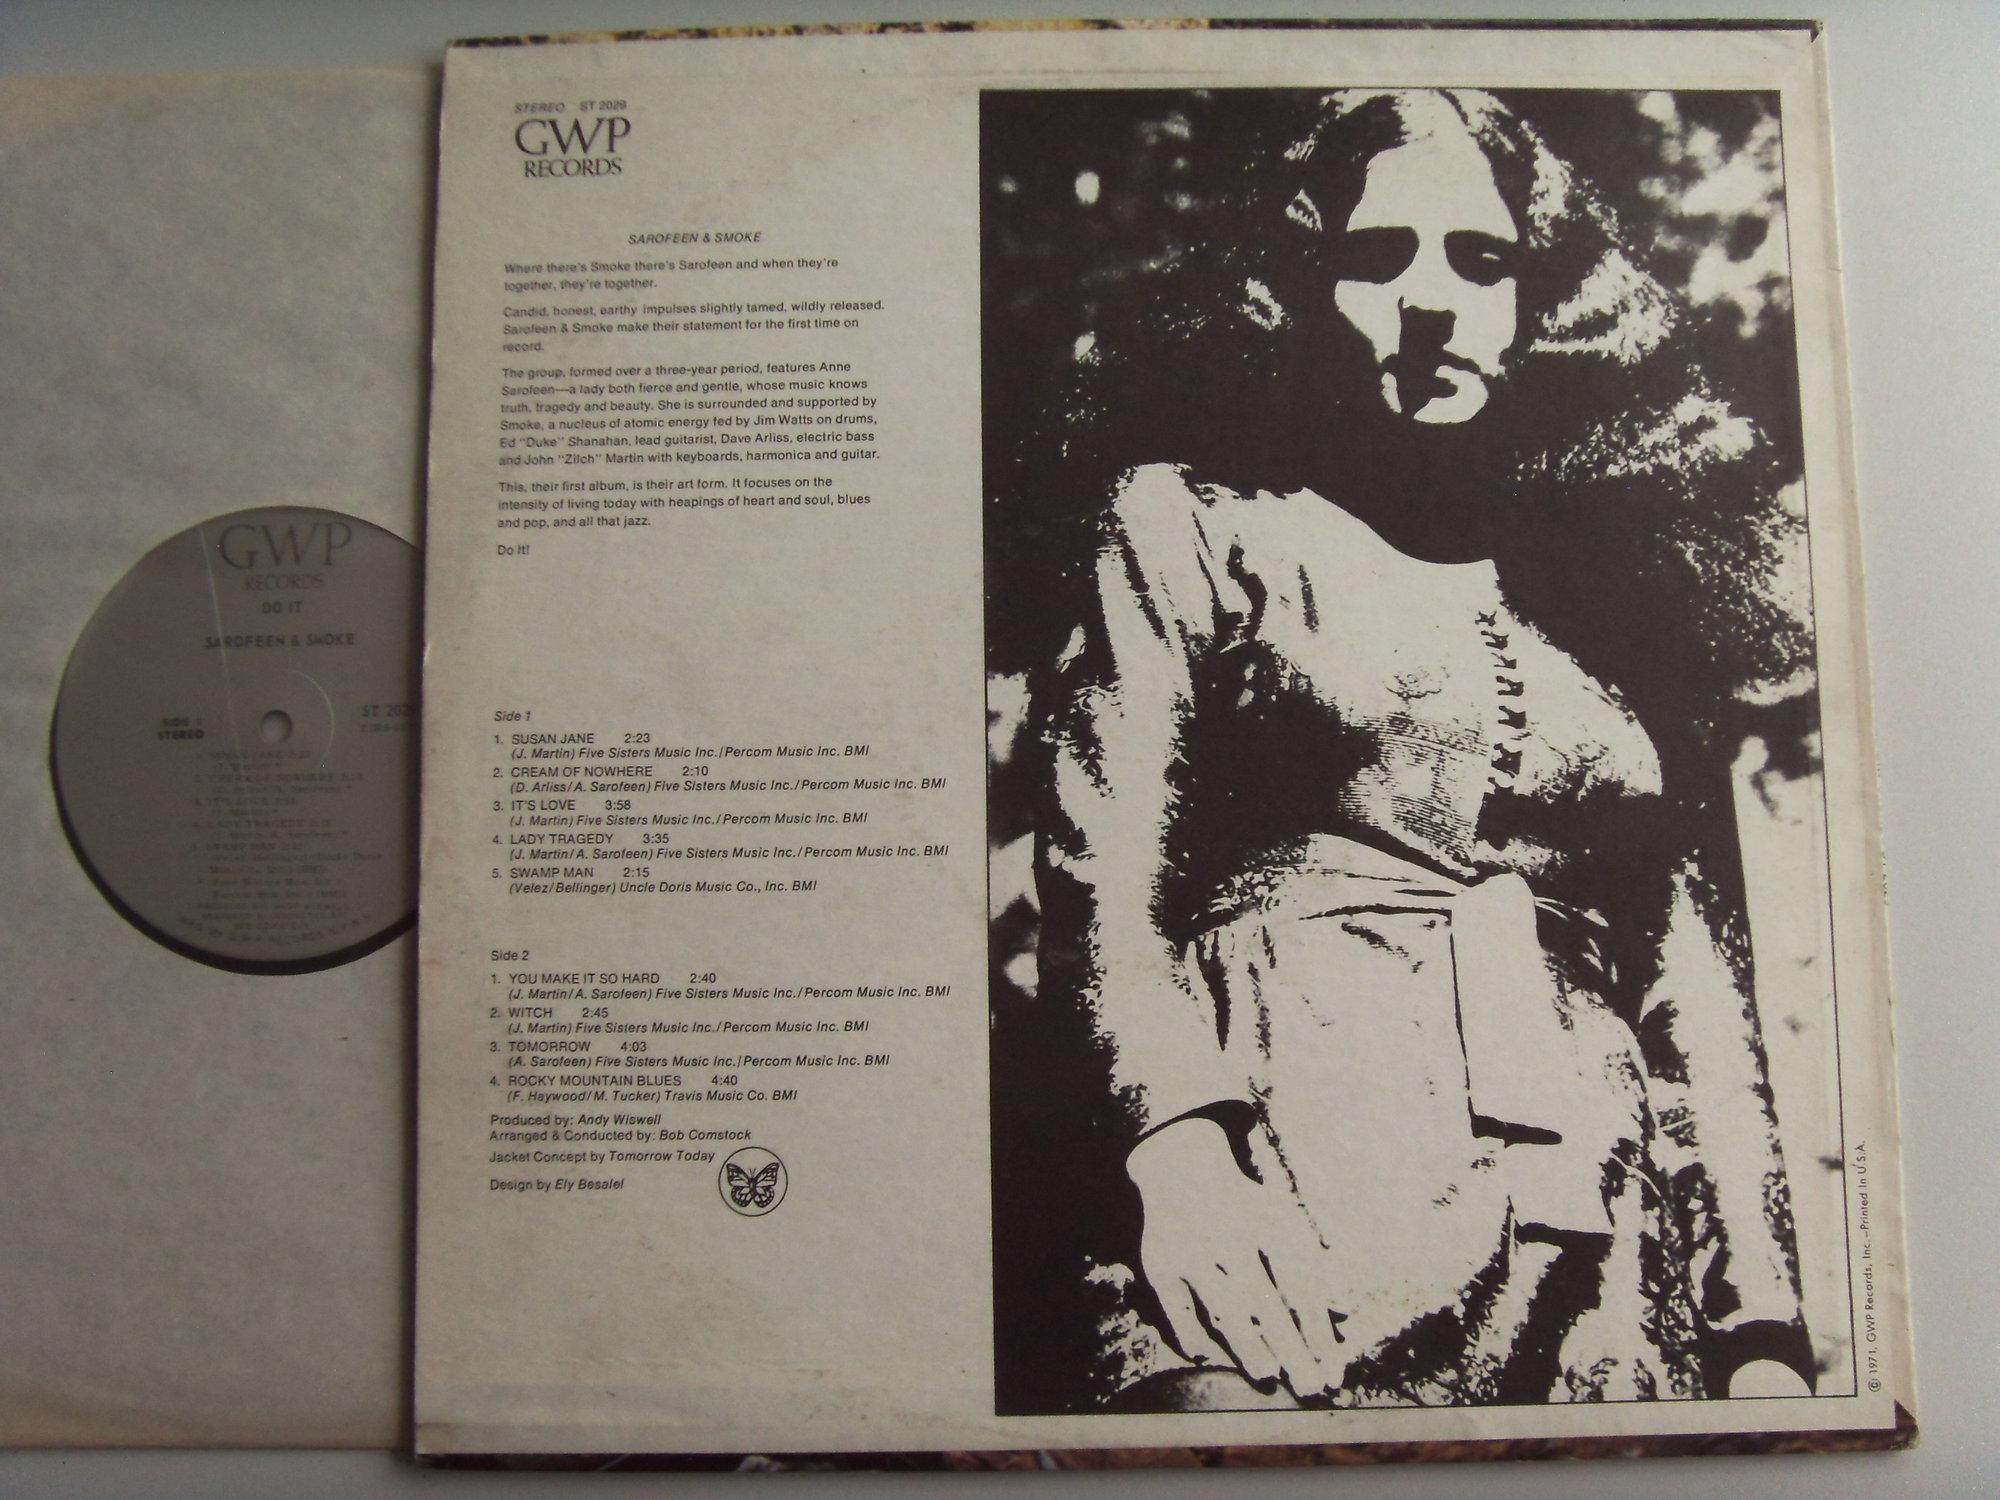 STEREO ST 2029
GWP
RECORDS
SAROFEEN & SMOKE
Where there's Smoke there's Sarofeen and when they're
together, they're together.
Candid, honest, earthy impulses slightly tamed, wildly released.
Sarofeen & Smoke make their statement for the first time on
record.
The group, formed over a three-year period, features Anne
Sarofeen—a lady both fierce and gentle, whose music knows
truth, tragedy and beauty. She is surrounded and supported by
Smoke, a nucleus of atomic energy fed by Jim Watts on drums,
Ed "Duke" Shanahan, lead guitarist, Dave Arliss, electric bass
and John "Zilch" Martin with keyboards, harmonica and guitar.
This, their first album, is their art form. It focuses on the
intensity of living today with heapings of heart and soul, blues
and pop, and all that jazz.
Do It!
Side 1
1. SUSAN JANE 2:23
(J. Martin) Five Sisters Music Inc./Percom Music Inc. BMI
2. CREAM OF NOWHERE 2:10
(D. Arliss/A. Sarofeen) Five Sisters Music Inc./Percom Music Inc. BMI
3. IT'S LOVE 3:58
(J. Martin) Five Sisters Music Inc./Percom Music Inc. BMI
4. LADY TRAGEDY 3:35
(J. Martin/A. Sarofeen) Five Sisters Music Inc./Percom Music Inc. BMI
5. SWAMP MAN 2:15
(Velez/Bellinger) Uncle Doris Music Co., Inc. BMI
Side 2
1. YOU MAKE IT SO HARD 2:40
(J. Martin/A. Sarofeen) Five Sisters Music Inc./Percom Music Inc. BMI
2. WITCH 2:45
(J. Martin) Five Sisters Music Inc./Percom Music Inc. BMI
3. TOMORROW 4:03
(A. Sarofeen) Five Sisters Music Inc./Percom Music Inc. BMI
4. ROCKY MOUNTAIN BLUES 4:40
(F. Haywood/M. Tucker) Travis Music Co. BMI
Produced by: Andy Wiswell
Arranged & Conducted by: Bob Comstock
Jacket Concept by Tomorrow Today
Design by Ely Besalel
© 1971, GWP Records, Inc.—Printed in U.S.A.
GWP
RECORDS
DO IT
SAROFEEN & SMOKE
SIDE 1
STEREO
ST 202
SUSAN JANE
CREAM OF NOWHERE
IT'S LOVE
LADY TRAGEDY
SWAMP MAN